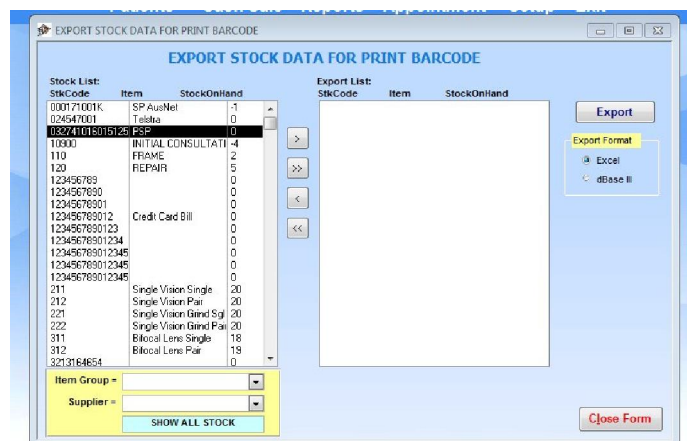 EXPORT STOCK DATA FOR PRINT BARCODE
EXPORT STOCK DATA FOR PRINT BARCODE
Stock List:
StkCode Item StockOnHand
000171001K SP AusNet -1
024547001 Telstra 0
032741016015125 PSP 0
10900 INITIAL CONSULTATI -4
110 FRAME 2
120 REPAIR 5
123456789 0
1234567890 0
12345678901 0
123456789012 Credit Card Bill 0
1234567890123 0
12345678901234 0
123456789012345 0
123456789012345 0
123456789012345 0
211 Single Vision Single 20
212 Single Vision Pair 20
221 Single Vision Grind Sgl 20
222 Single Vision Grind Pair 20
311 Bifocal Lens Single 18
312 Bifocal Lens Pair 19
3213164654 0
Item Group =
Supplier =
SHOW ALL STOCK
>
>>
<
<<
Export List:
StkCode Item StockOnHand
Export
Export Format
Excel
dBase III
Close Form